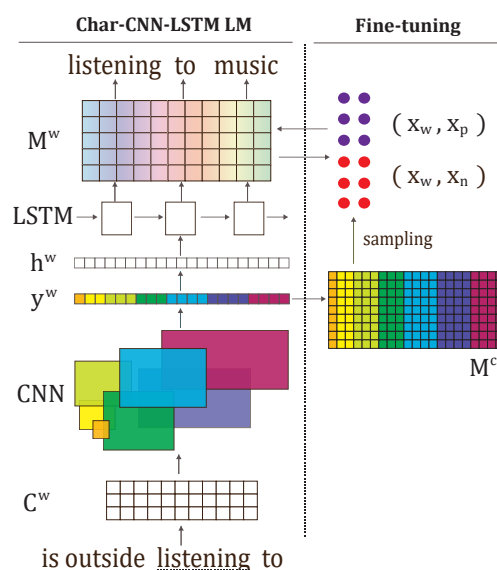 Char-CNN-LSTM LM
listening to music
M^w
LSTM
h^w
y^w
CNN
C^w
is outside listening to
Fine-tuning
(x_w, x_p)
(x_w, x_n)
sampling
M^c